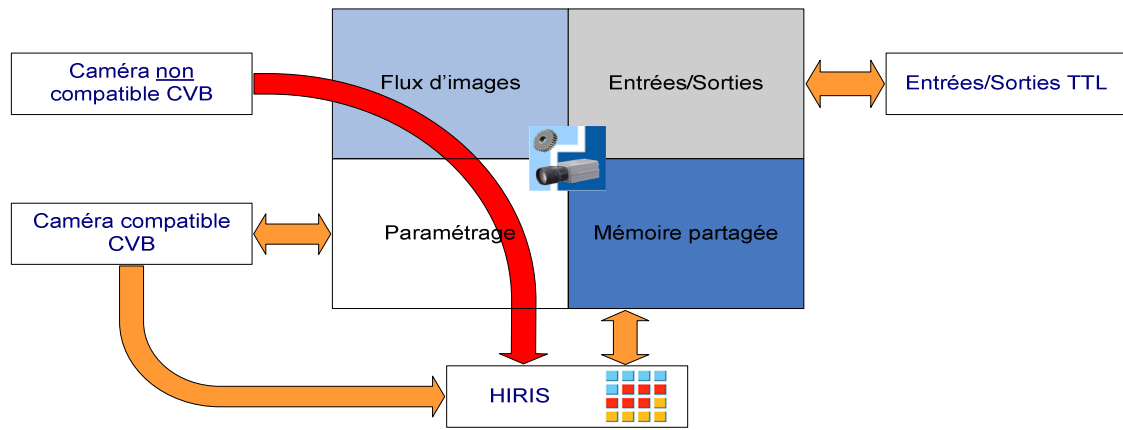 Caméra non
compatible CVB
Flux d'images
Entrées/Sorties
Entrées/Sorties TTL
Caméra compatible
CVB
Paramétrage
Mémoire partagée
HIRIS